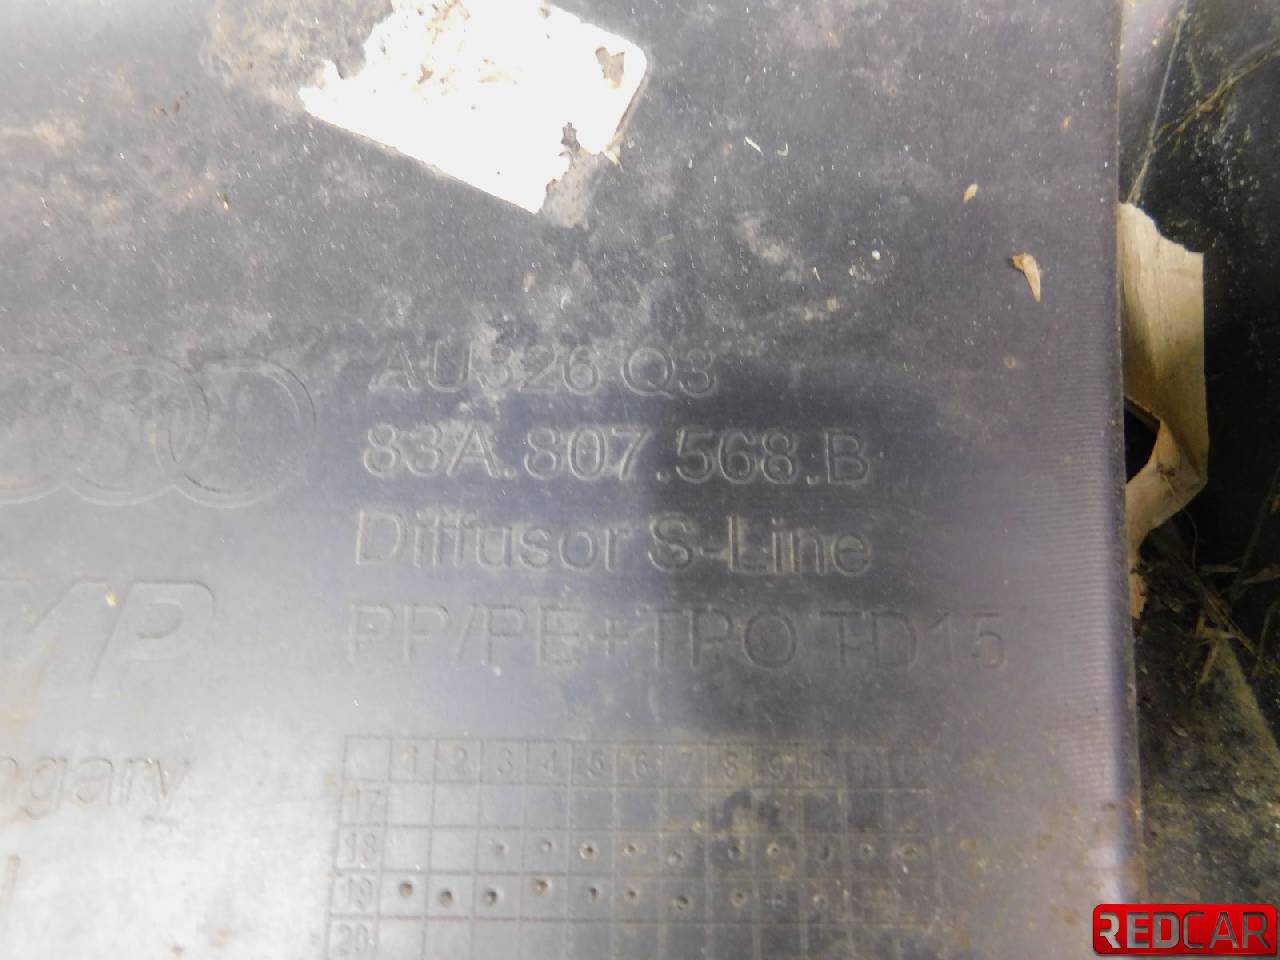 AU326 Q3
83A.807.568.B
Diffusor S-Line
PP/PE+TPO TD15
1 2 3 4 5 6 7 8 9 10 11 12
17
18
19
20
REDCAR